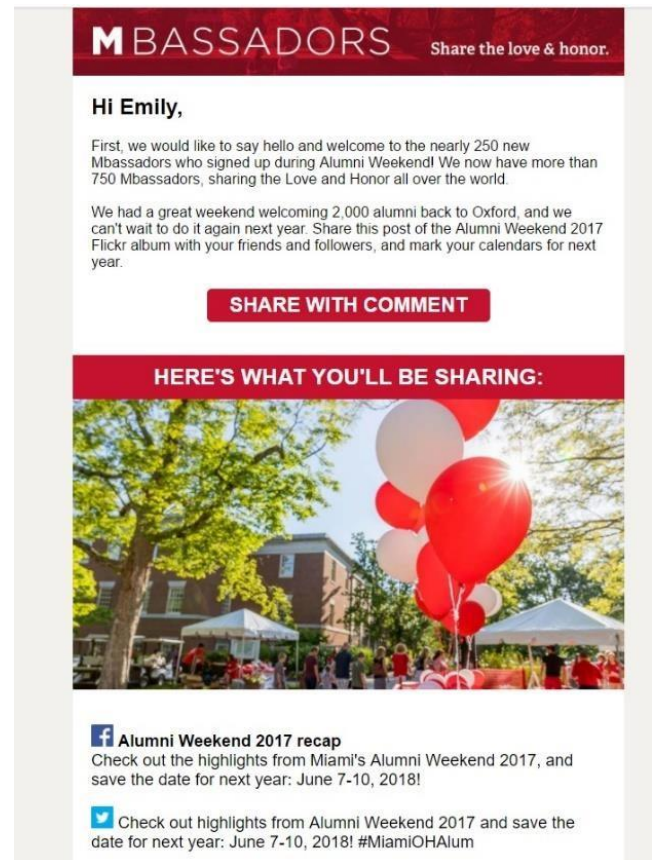 M BASSADORS Share the love & honor.
Hi Emily,
First, we would like to say hello and welcome to the nearly 250 new
Mbassadors who signed up during Alumni Weekend! We now have more than
750 Mbassadors, sharing the Love and Honor all over the world.
We had a great weekend welcoming 2,000 alumni back to Oxford, and we
can't wait to do it again next year. Share this post of the Alumni Weekend 2017
Flickr album with your friends and followers, and mark your calendars for next
year.
SHARE WITH COMMENT
HERE'S WHAT YOU'LL BE SHARING:
Alumni Weekend 2017 recap
Check out the highlights from Miami's Alumni Weekend 2017, and
save the date for next year: June 7-10, 2018!
Check out highlights from Alumni Weekend 2017 and save the
date for next year: June 7-10, 2018! #MiamiOHAlum